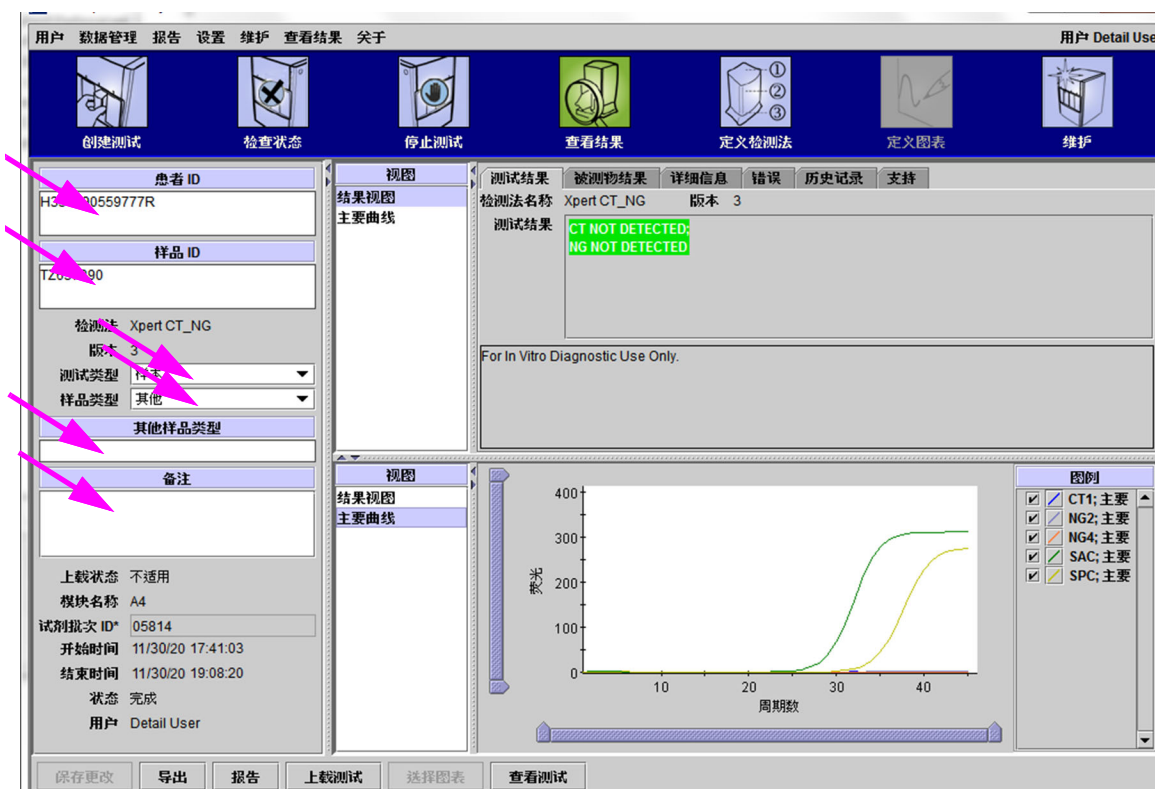 用户 数据管理 报告 设置 维护 查看结果 关于
用户 Detail Use
① ② ③
创建测试 检查状态 停止测试 查看结果 定义检测法 定义图表 维护
患者 ID
样品 ID
检测法 Xpert CT_NG
版本 3
测试类型
样品类型 其他
其他样品类型
备注
上载状态 不适用
模块名称 A4
试剂批次 ID* 05814
开始时间 11/30/20 17:41:03
结束时间 11/30/20 19:08:20
状态 完成
用户 Detail User
视图
结果视图
主要曲线
测试结果 被测物结果 详细信息 错误 历史记录 支持
检测法名称 Xpert CT_NG 版本 3
测试结果
CT NOT DETECTED;
NG NOT DETECTED
For In Vitro Diagnostic Use Only.
视图
结果视图
主要曲线
400
300
200
100
0
荧光
10 20 30 40
周期数
图例
CT1; 主要
NG2; 主要
NG4; 主要
SAC; 主要
SPC; 主要
保存更改 导出 报告 上载测试 选择图表 查看测试